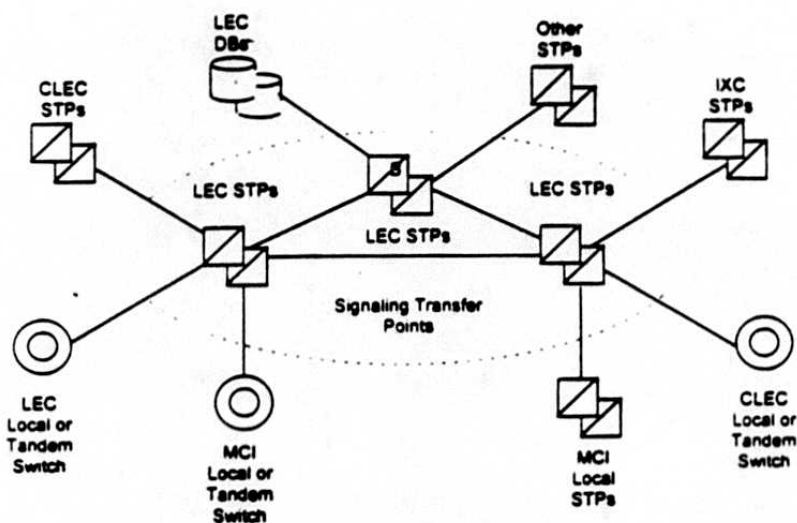 LEC
DBs
Other
STPs
CLEC
STPs
IXC
STPs
S
LEC STPs
LEC STPs
LEC STPs
Signaling Transfer
Points
LEC
Local or
Tandem
Switch
MCI
Local or
Tandem
Switch
MCI
Local
STPs
CLEC
Local or
Tandem
Switch